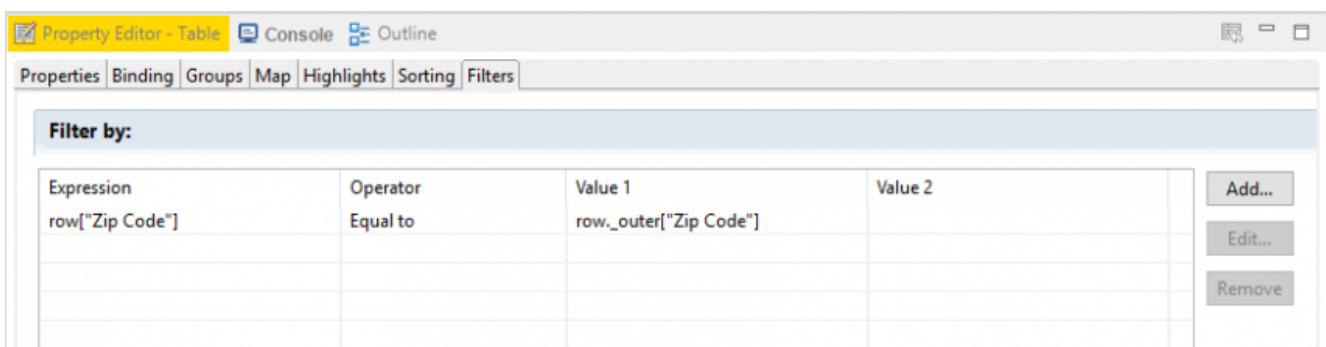 Property Editor - Table Console Outline
Properties Binding Groups Map Highlights Sorting Filters
Filter by:
Expression Operator Value 1 Value 2 Add...
row["Zip Code"] Equal to row._outer["Zip Code"]
Edit...
Remove